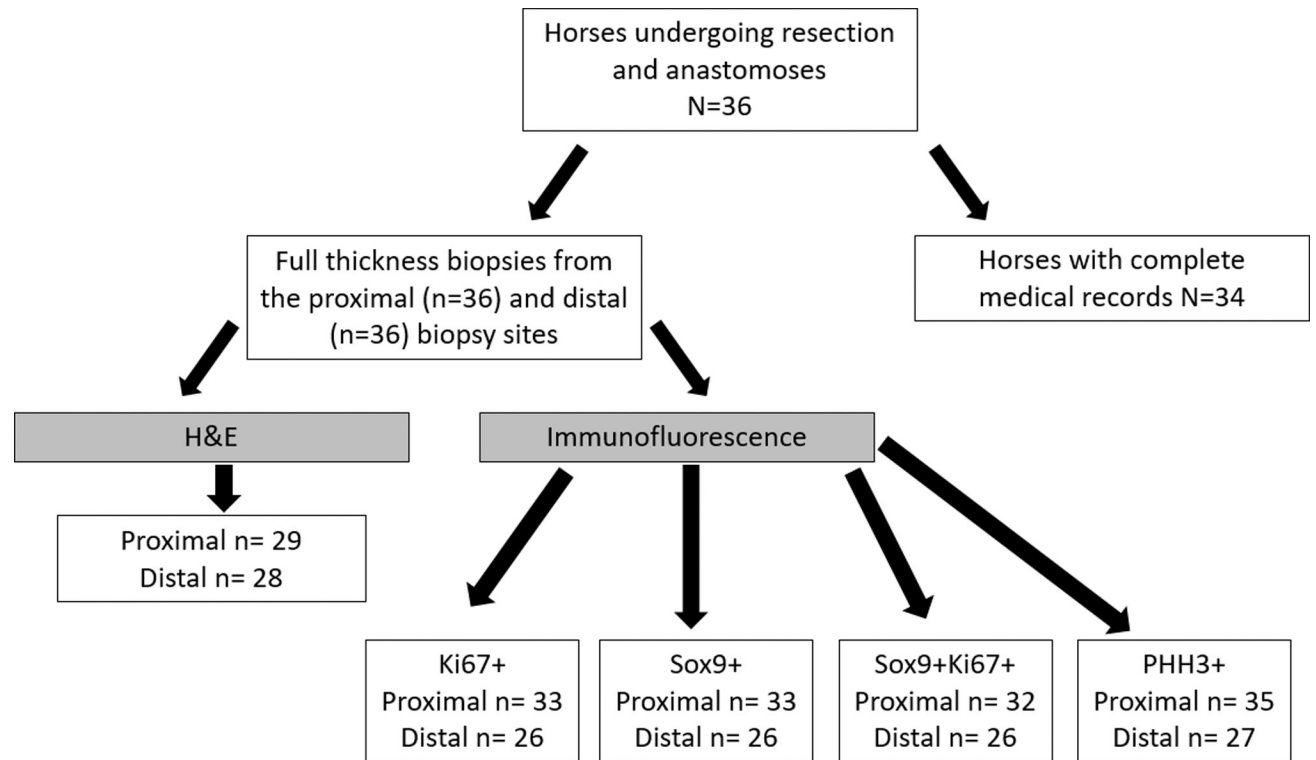 Horses undergoing resection
and anastomoses
N=36
Full thickness biopsies from
the proximal (n=36) and distal
(n=36) biopsy sites
Horses with complete
medical records N=34
H&E
Immunofluorescence
Proximal n= 29
Distal n= 28
Ki67+
Proximal n= 33
Distal n= 26
Sox9+
Proximal n= 33
Distal n= 26
Sox9+Ki67+
Proximal n= 32
Distal n= 26
PHH3+
Proximal n= 35
Distal n= 27